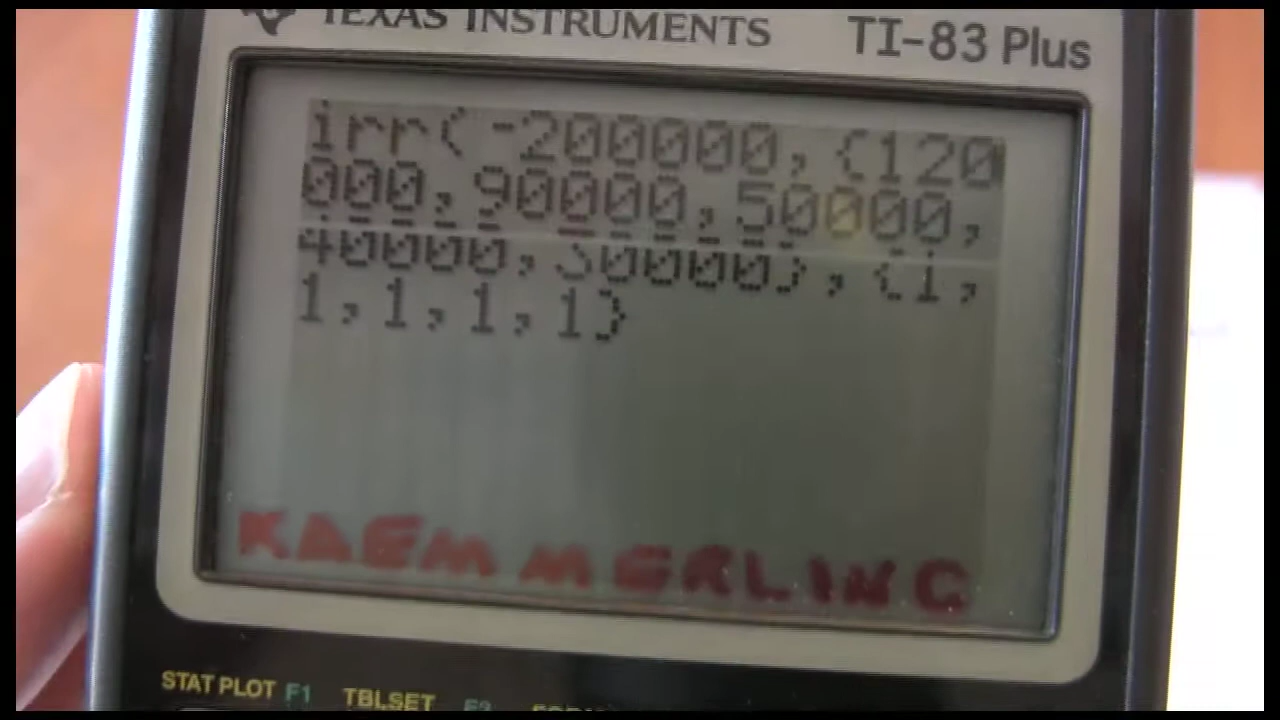 TEXAS INSTRUMENTS TI-83 Plus
irr(-200000,{120
000,90000,50000,
40000,30000},{1,
1,1,1,1}
KAEMMERLING
STAT PLOT F1 TBLSET F2